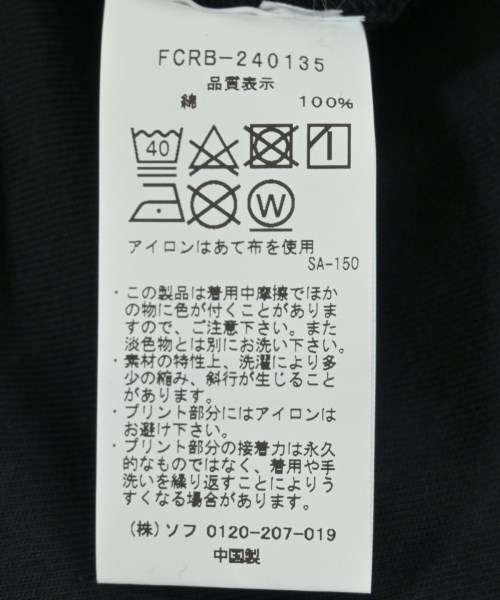 FCRB-240135
品質表示
綿 100%
40
W
アイロンはあて布を使用
SA-150
・この製品は着用中摩擦でほか
の物に色が付くことがありま
すので、ご注意下さい。また
淡色物とは別にお洗い下さい。
・素材の特性上、洗濯により多
少の縮み、斜行が生じること
があります。
・プリント部分にはアイロンは
お避け下さい。
・プリント部分の接着力は永久
的なものではなく、着用や手
洗いを繰り返すことによりう
すくなる場合があります。
(株)ソフ 0120-207-019
中国製